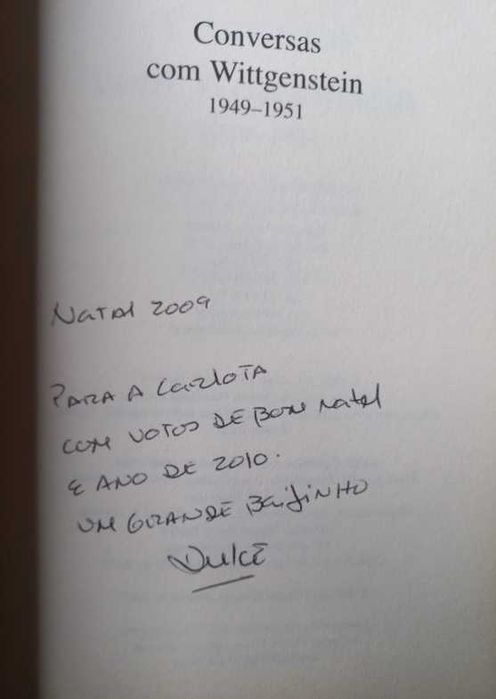 Conversas
com Wittgenstein
1949–1951
Natal 2009
PARA A CARLOTA
COM VOTOS DE BOM Natal
E ANO DE 2010.
UM GRANDE BEIJINHO
Dulce